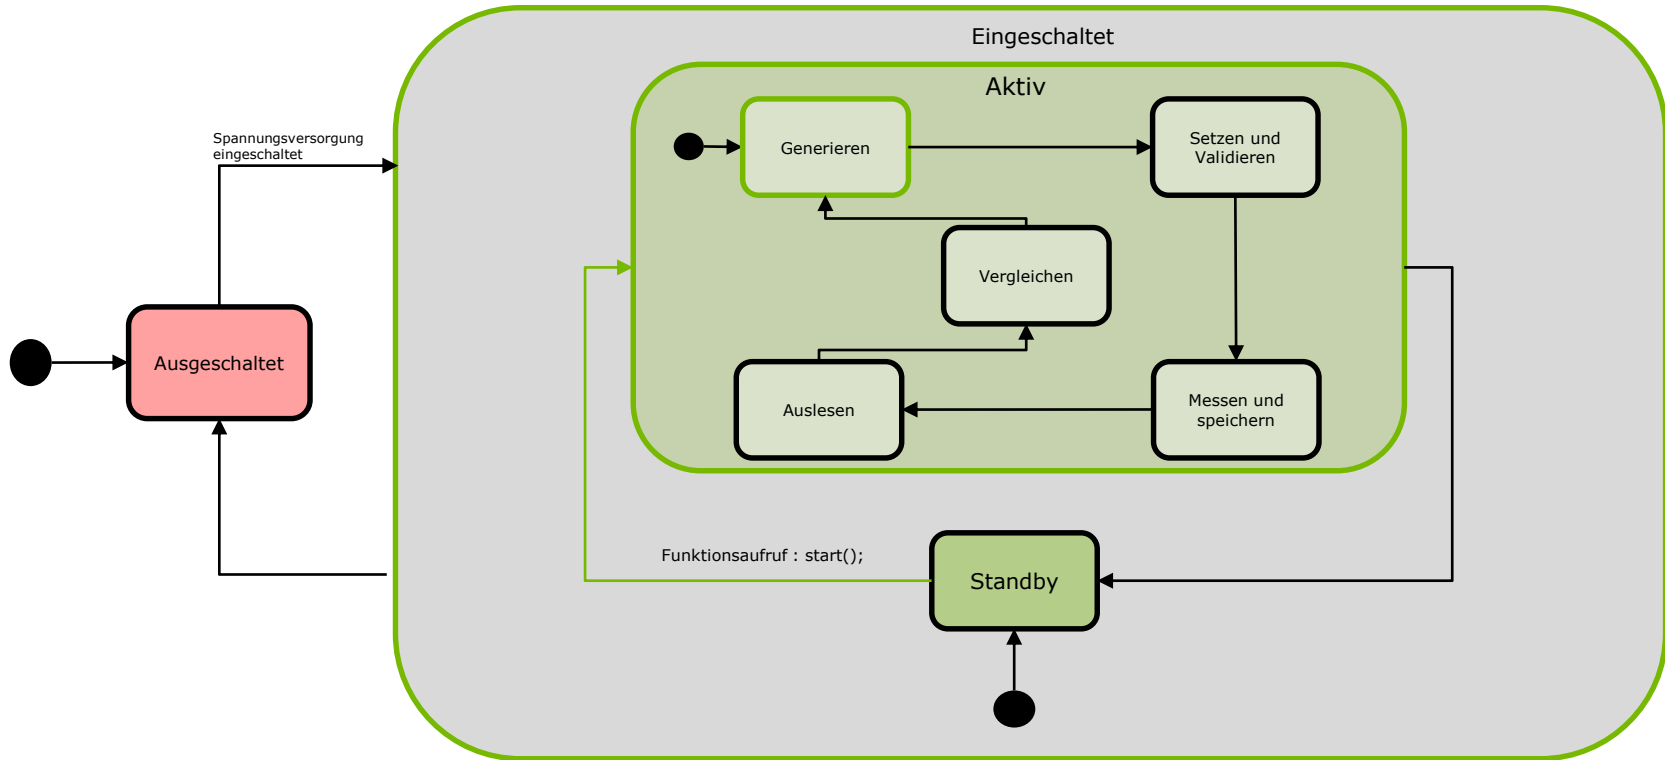 Eingeschaltet
Aktiv
Spannungsversorgung
eingeschaltet
Generieren
Setzen und
Validieren
Vergleichen
Ausgeschaltet
Auslesen
Messen und
speichern
Funktionsaufruf : start();
Standby